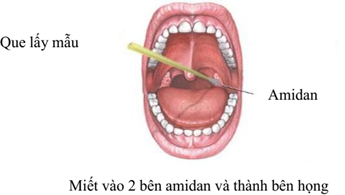 Que lấy mẫu
Amidan
Miết vào 2 bên amidan và thành bên họng